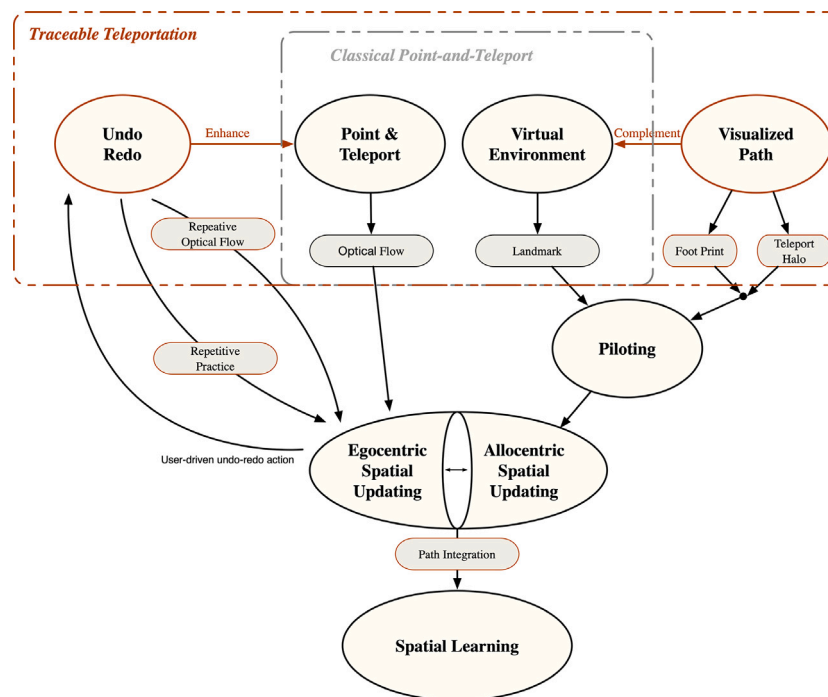 Traceable Teleportation
Classical Point-and-Teleport
Undo
Redo
Enhance
Point &
Teleport
Virtual
Environment
Complement
Visualized
Path
Repeative
Optical Flow
Optical Flow
Landmark
Foot Print
Teleport
Halo
Repetitive
Practice
Piloting
User-driven undo-redo action
Egocentric
Spatial
Updating
Allocentric
Spatial
Updating
Path Integration
Spatial Learning